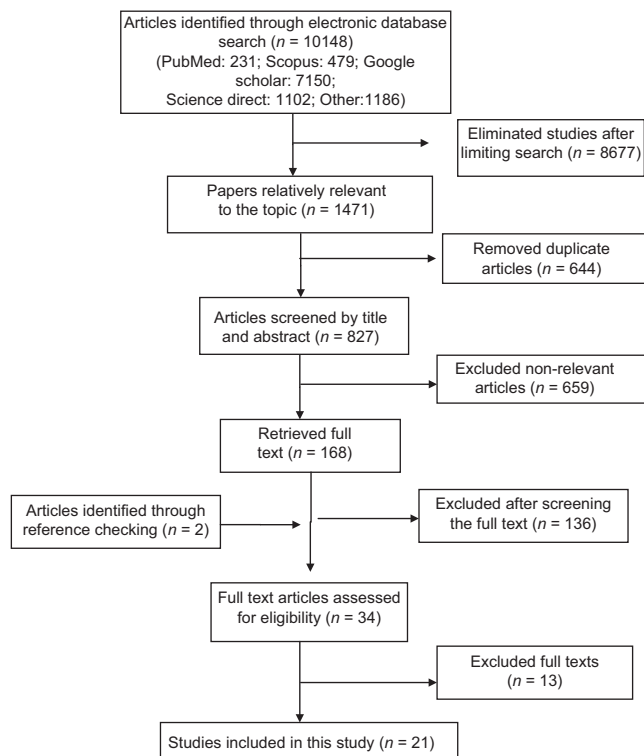 Articles identified through electronic database
search (n = 10148)
(PubMed: 231; Scopus: 479; Google
scholar: 7150;
Science direct: 1102; Other:1186)
Eliminated studies after
limiting search (n = 8677)
Papers relatively relevant
to the topic (n = 1471)
Removed duplicate
articles (n = 644)
Articles screened by title
and abstract (n = 827)
Excluded non-relevant
articles (n = 659)
Retrieved full
text (n = 168)
Articles identified through
reference checking (n = 2)
Excluded after screening
the full text (n = 136)
Full text articles assessed
for eligibility (n = 34)
Excluded full texts
(n = 13)
Studies included in this study (n = 21)